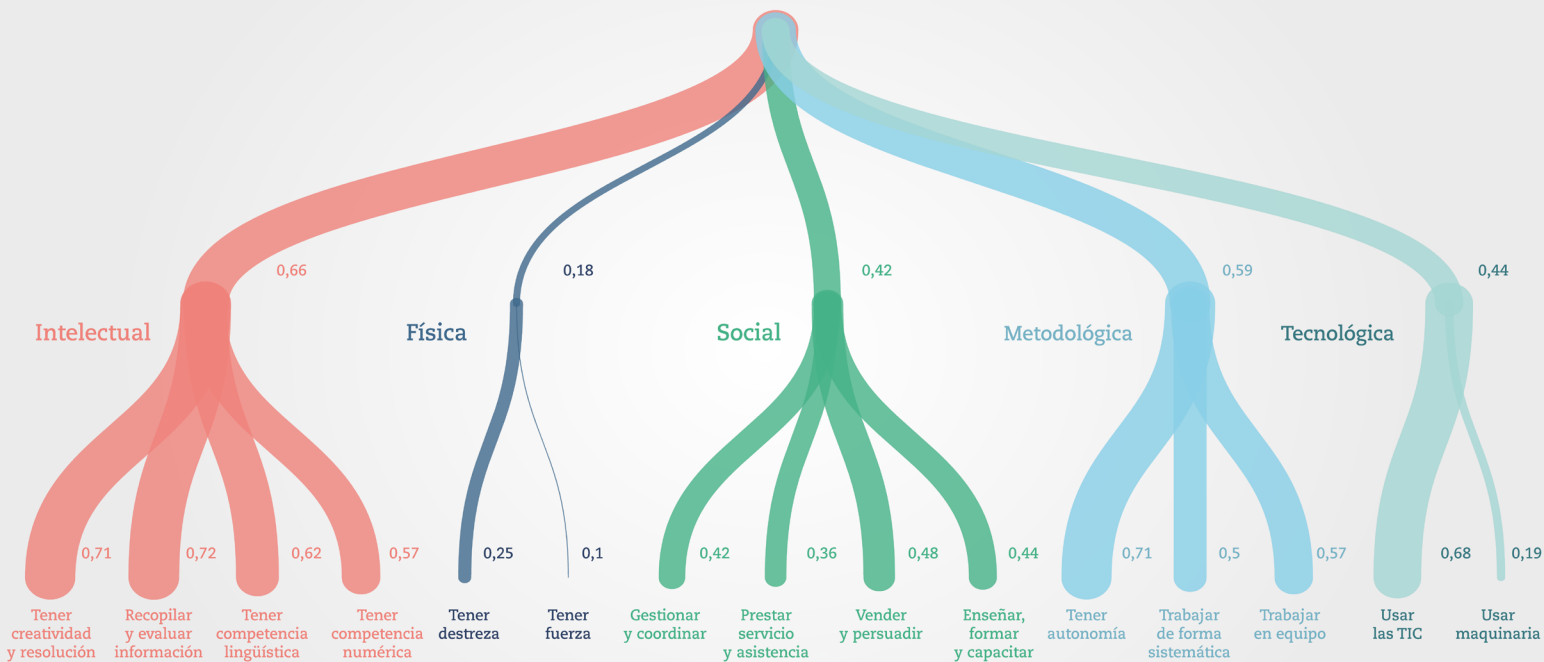 0,66
0,18
0,42
0,59
0,44
Intelectual
Física
Social
Metodológica
Tecnológica
0,71
0,72
0,62
0,57
0,25
0,1
0,42
0,36
0,48
0,44
0,71
0,5
0,57
0,68
0,19
Tener
creatividad
y resolución
Recopilar
y evaluar
información
Tener
competencia
lingüística
Tener
competencia
numérica
Tener
destreza
Tener
fuerza
Gestionar
y coordinar
Prestar
servicio
y asistencia
Vender
y persuadir
Enseñar,
formar
y capacitar
Tener
autonomía
Trabajar
de forma
sistemática
Trabajar
en equipo
Usar
las TIC
Usar
maquinaria